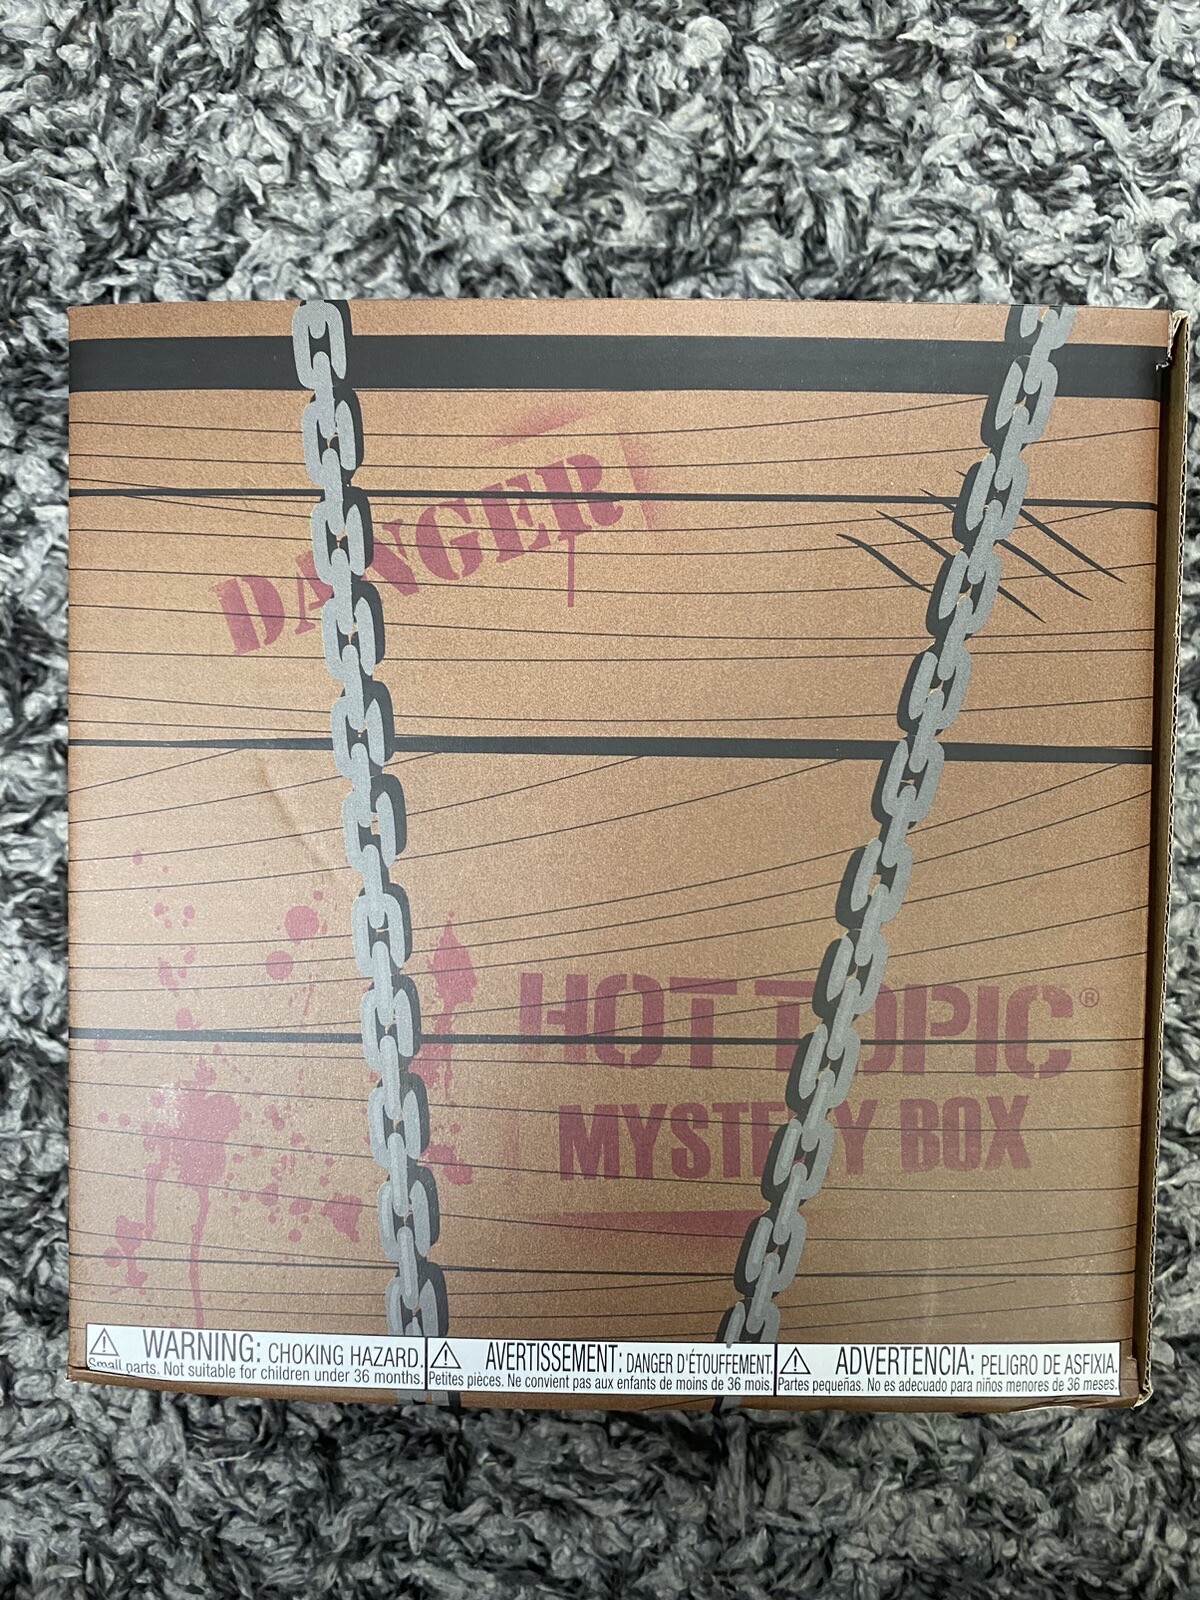 DANGER
HOT TOPIC®
MYSTERY BOX
WARNING: CHOKING HAZARD.
Small parts. Not suitable for children under 36 months.
AVERTISSEMENT: DANGER D'ÉTOUFFEMENT.
Petites pièces. Ne convient pas aux enfants de moins de 36 mois.
ADVERTENCIA: PELIGRO DE ASFIXIA.
Partes pequeñas. No es adecuado para niños menores de 36 meses.